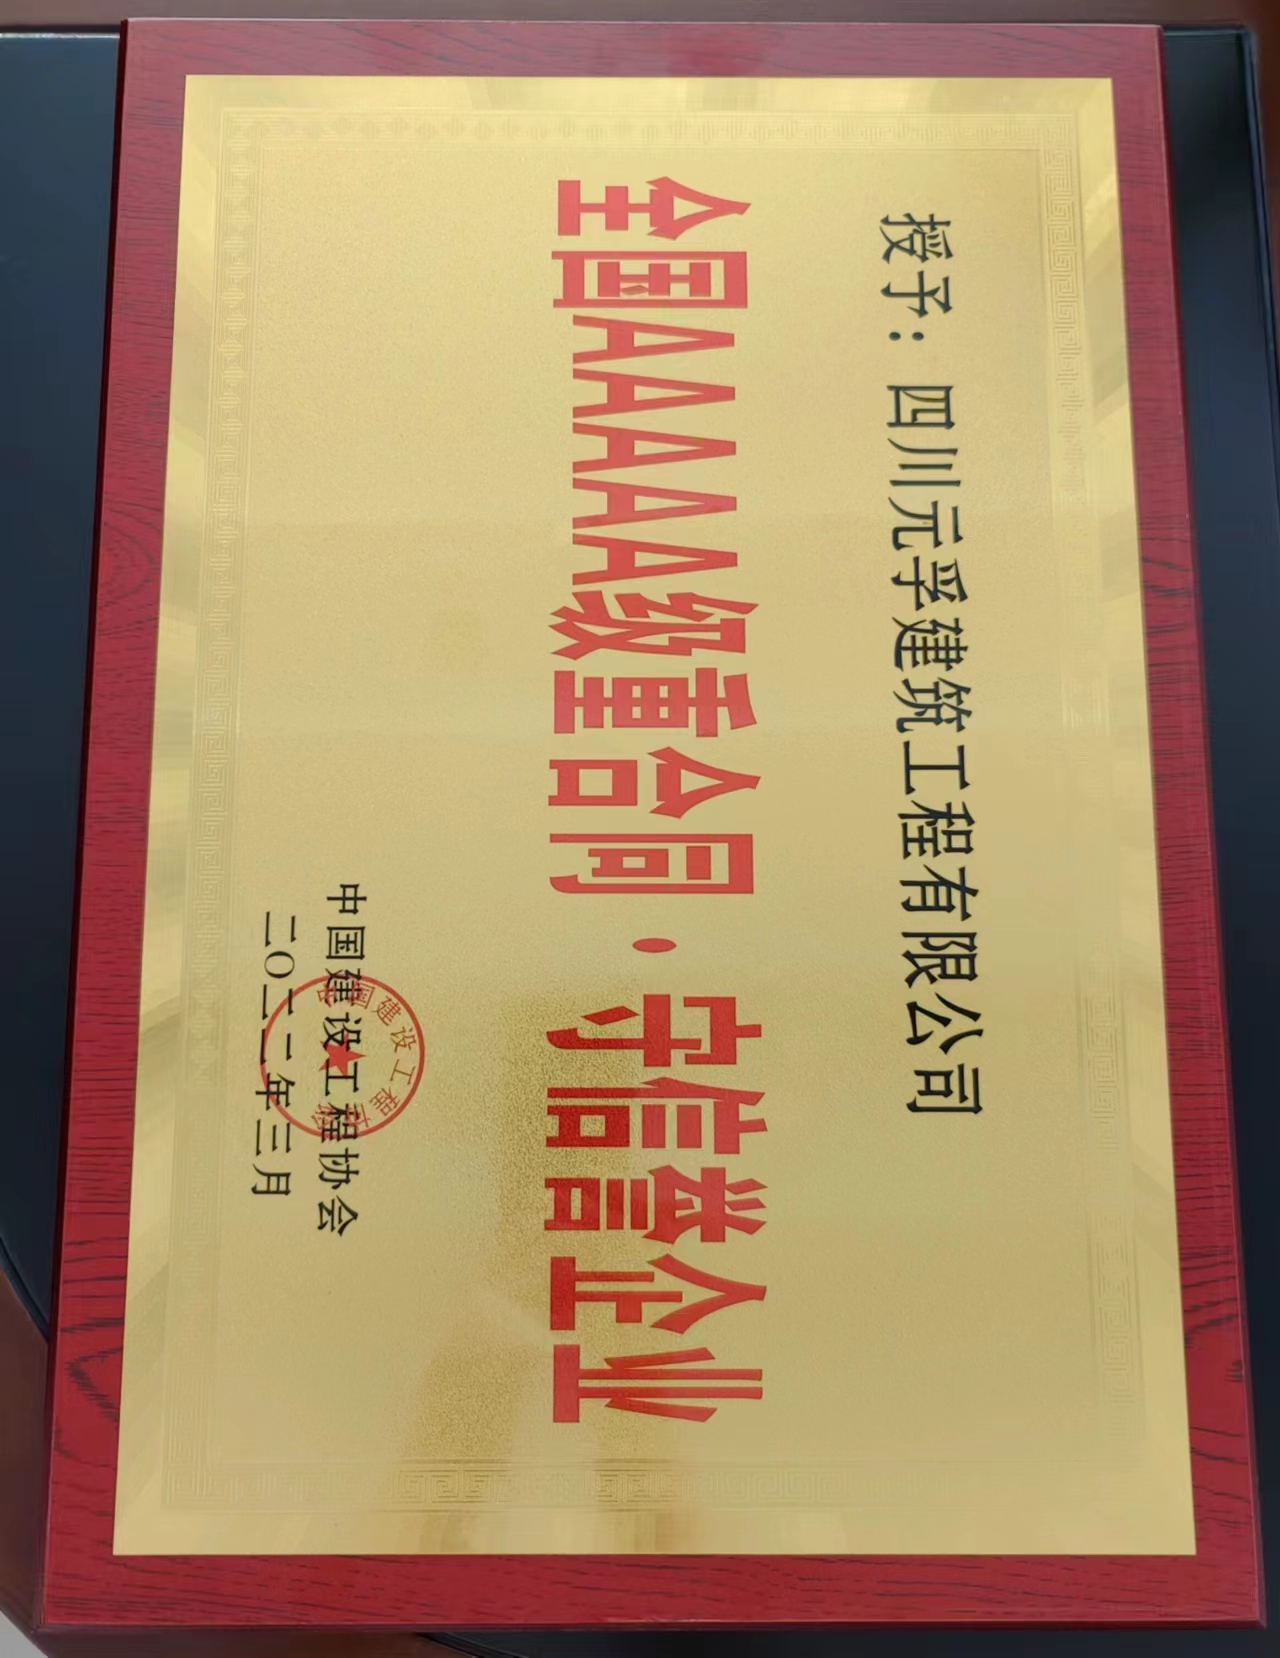 授予：四川元孚建筑工程有限公司
全国AAAAA级重合同·守信誉企业
中国建设工程协会
二〇二二年三月